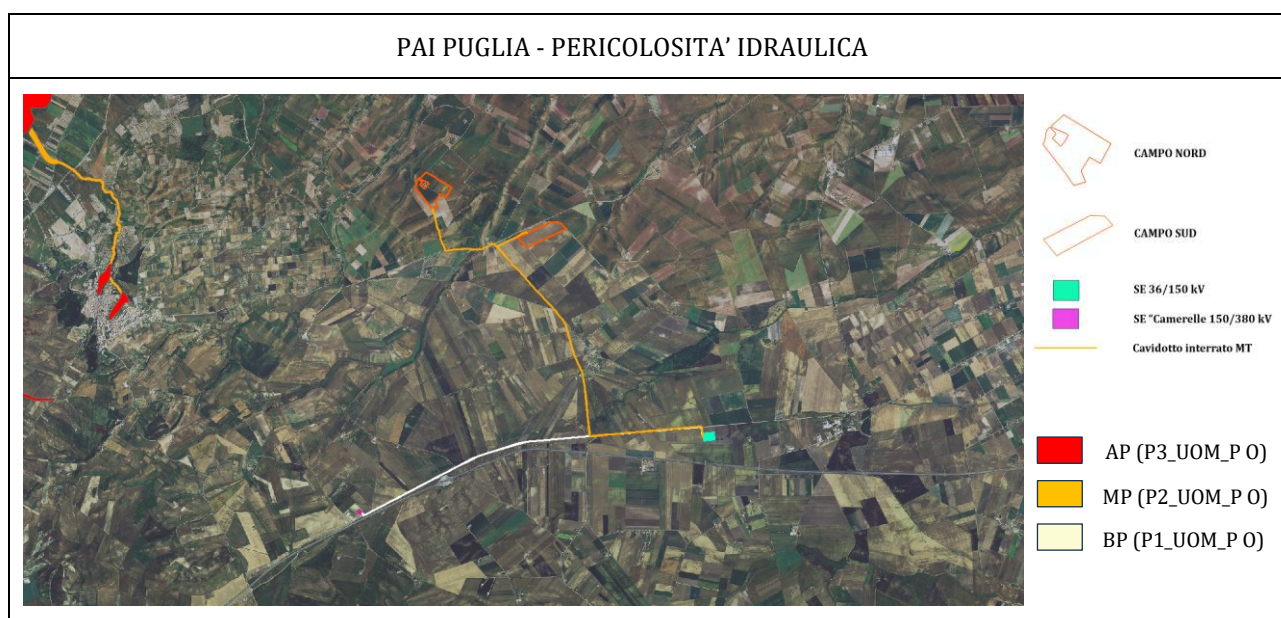 PAI PUGLIA - PERICOLOSITA’ IDRAULICA
CAMPO NORD
CAMPO SUD
SE 36/150 kV
SE "Camerelle 150/380 kV
Cavidotto interrato MT
AP (P3_UOM_P O)
MP (P2_UOM_P O)
BP (P1_UOM_P O)